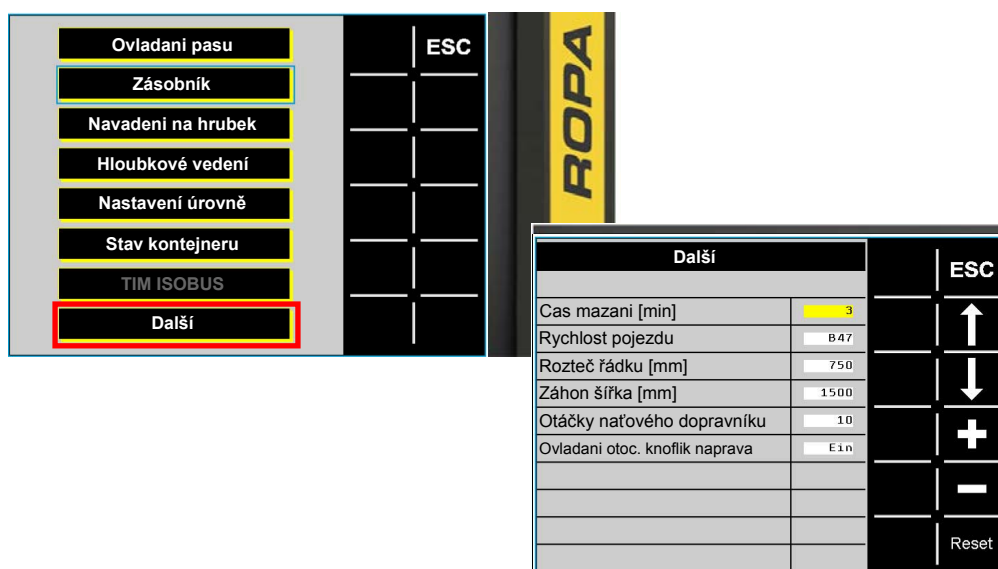 Ovladani pasu
ESC
Zásobník
Navadeni na hrubek
Hloubkové vedení
Nastavení úrovně
Stav kontejneru
TIM ISOBUS
Další
ROPA
Další
ESC
Cas mazani [min] 3
Rychlost pojezdu B47
Rozteč řádku [mm] 750
Záhon šířka [mm] 1500
Otáčky naťového dopravníku 10
Ovladani otoc. knoflik naprava Ein
Reset